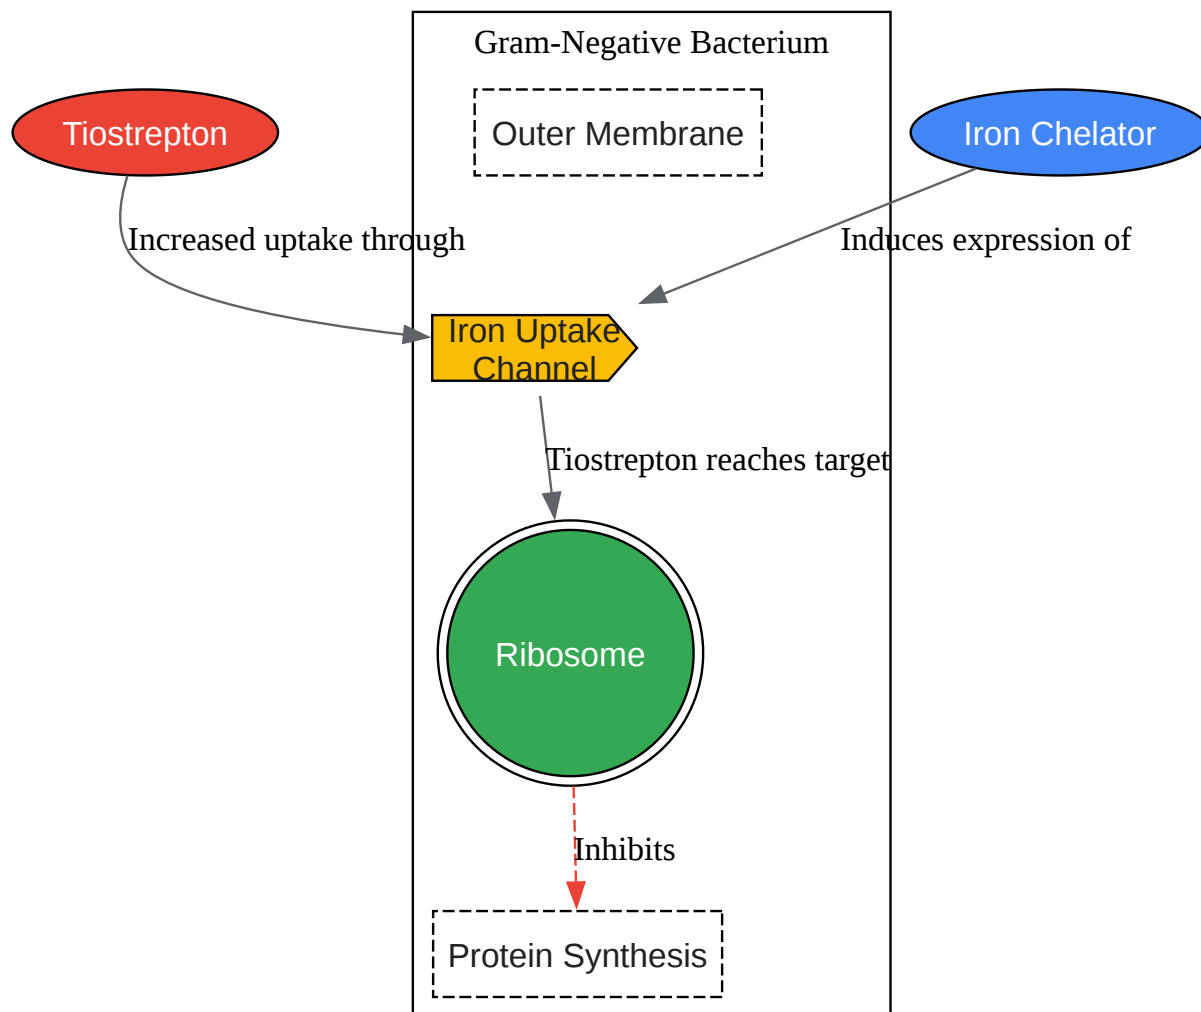 Gram-Negative Bacterium
Tiostrepton
Outer Membrane
Iron Chelator
Increased uptake through
Induces expression of
Iron Uptake
Channel
Tiostrepton reaches target
Ribosome
Inhibits
Protein Synthesis